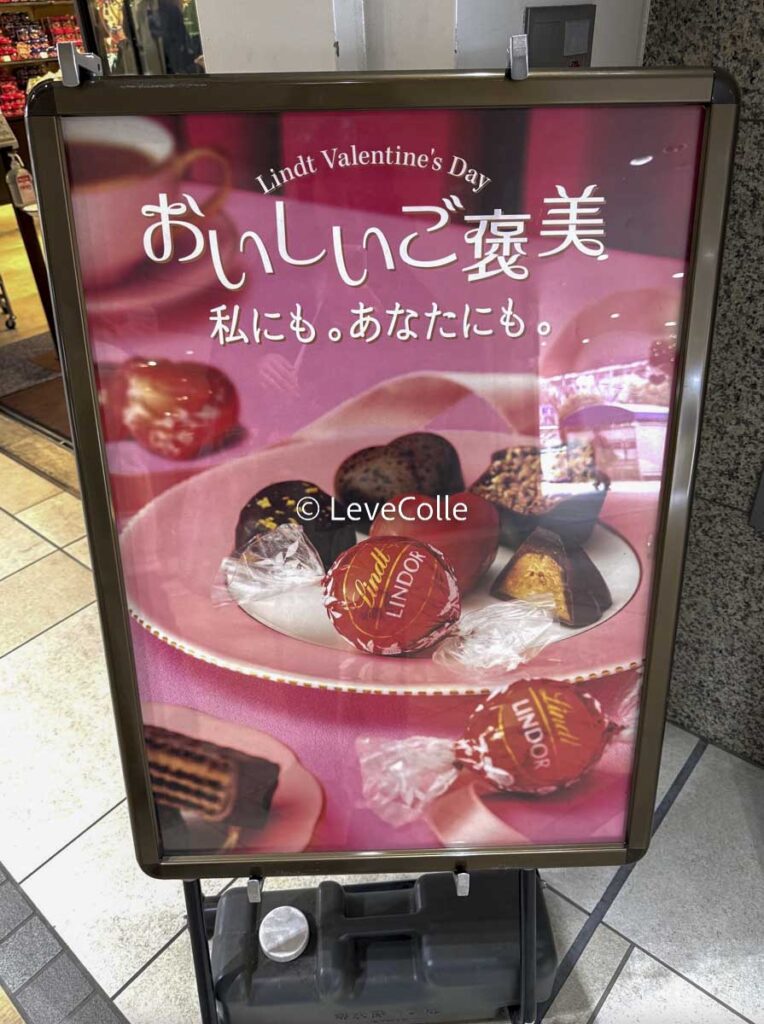 Lindt Valentine's Day
おいしいご褒美
私にも。あなたにも。
© LeveColle
Lindt
LINDOR
Lindt
LINDOR